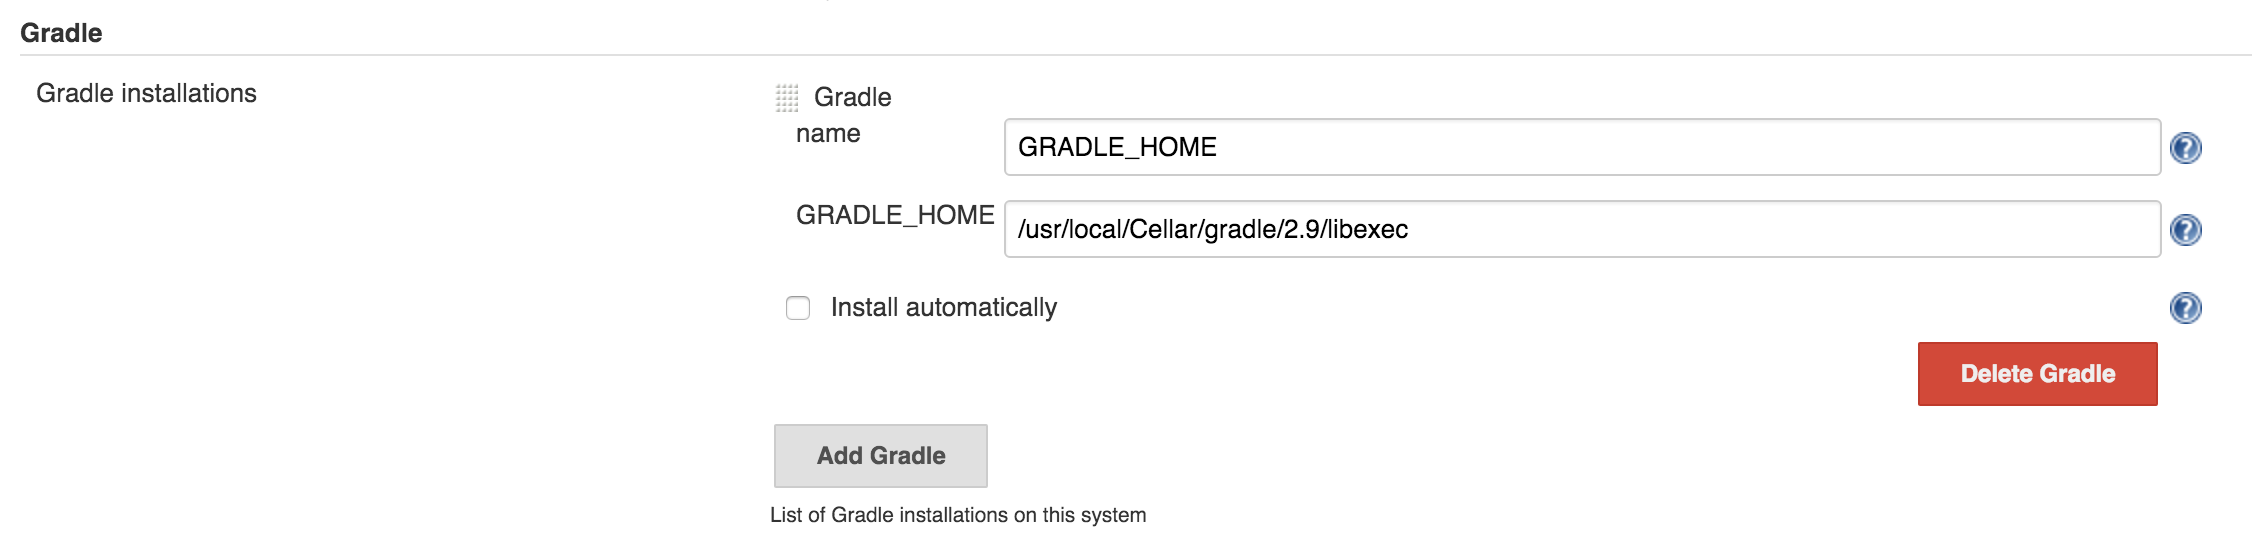 Gradle
Gradle installations
Gradle
name
GRADLE_HOME
GRADLE_HOME
/usr/local/Cellar/gradle/2.9/libexec
Install automatically
Delete Gradle
Add Gradle
List of Gradle installations on this system